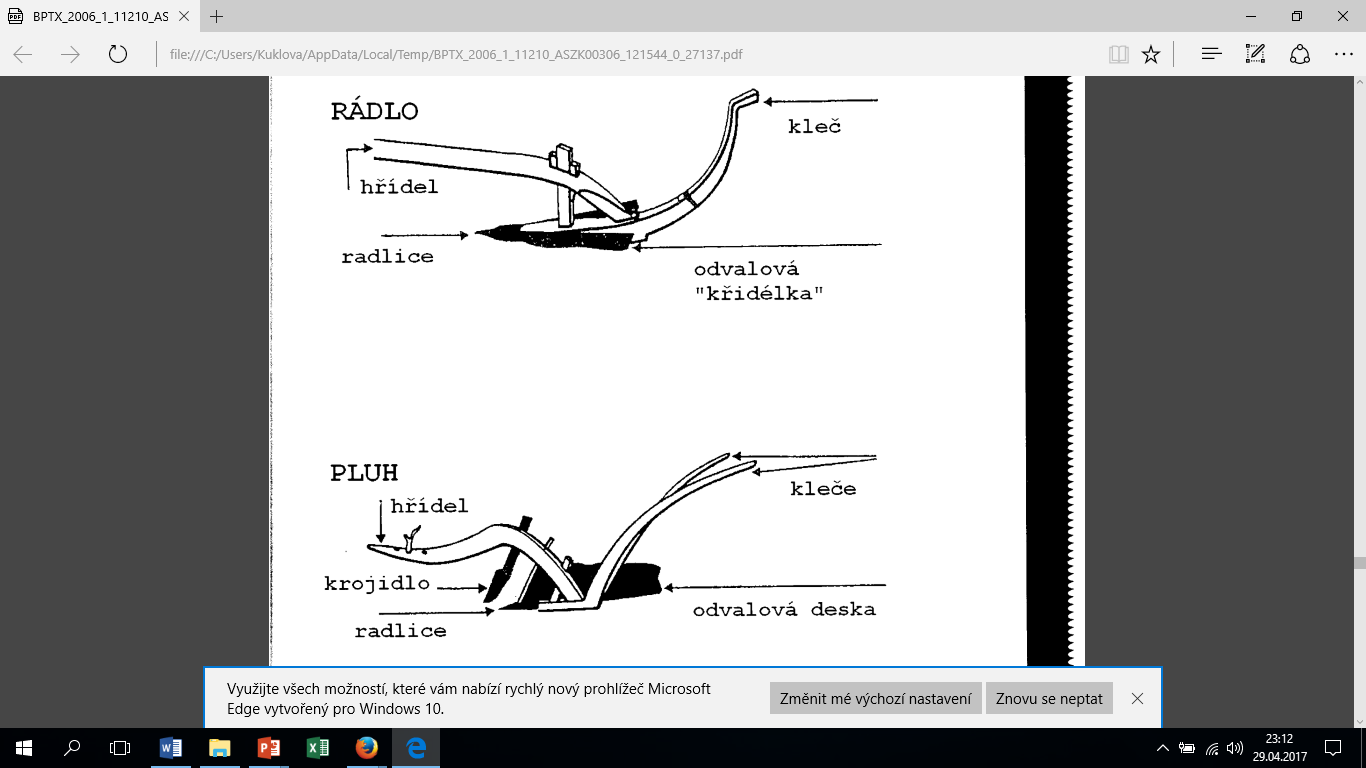 BPTX_2006_1_11210_AS
file:///C:/Users/Kuklova/AppData/Local/Temp/BPTX_2006_1_11210_ASZK00306_121544_0_27137.pdf
RÁDLO
kleč
hřídel
radlice
odvalová
"křidélka"
PLUH
hřídel
kleče
krojidlo
odvalová deska
radlice
Využijte všech možností, které vám nabízí rychlý nový prohlížeč Microsoft
Edge vytvořený pro Windows 10.
Změnit mé výchozí nastavení
Znovu se neptat
23:12
29.04.2017